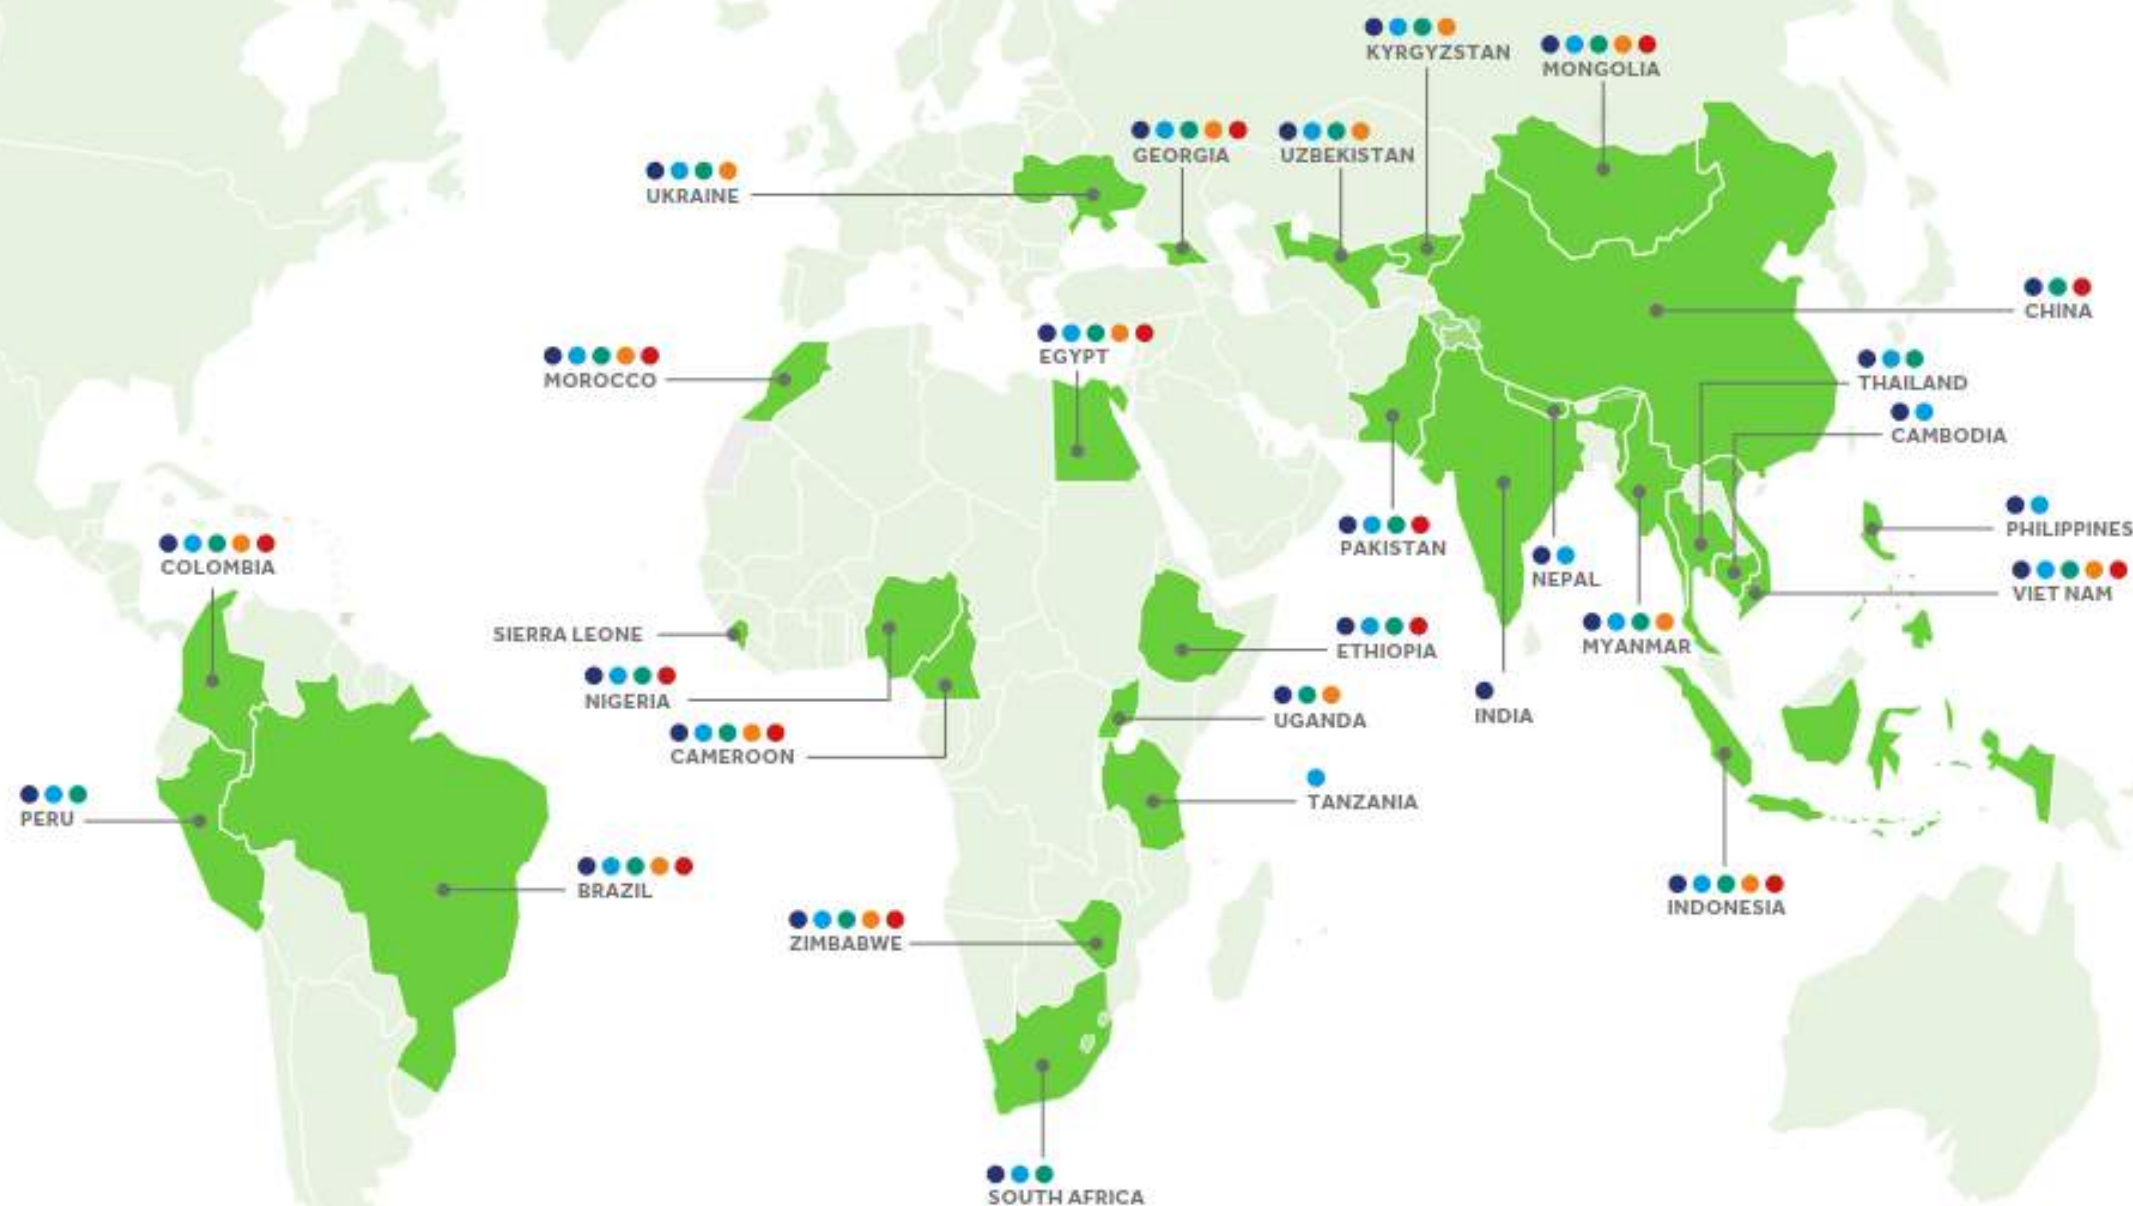 KYRGYZSTAN
MONGOLIA
GEORGIA
UZBEKISTAN
UKRAINE
CHINA
EGYPT
MOROCCO
THAILAND
CAMBODIA
PHILIPPINES
PAKISTAN
COLOMBIA
NEPAL
VIET NAM
SIERRA LEONE
MYANMAR
ETHIOPIA
NIGERIA
INDIA
UGANDA
CAMEROON
TANZANIA
PERU
BRAZIL
INDONESIA
ZIMBABWE
SOUTH AFRICA